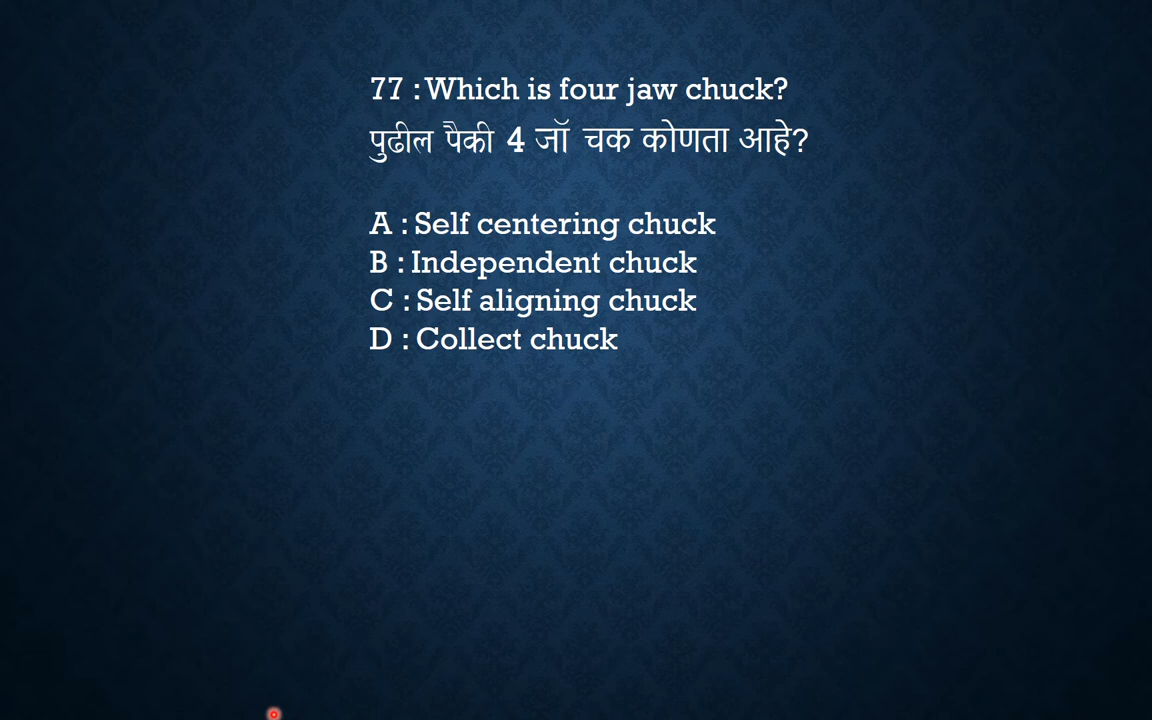 77 : Which is four jaw chuck?
पुढील पैकी 4 जॉ चक कोणता आहे?
A : Self centering chuck
B : Independent chuck
C : Self aligning chuck
D : Collect chuck